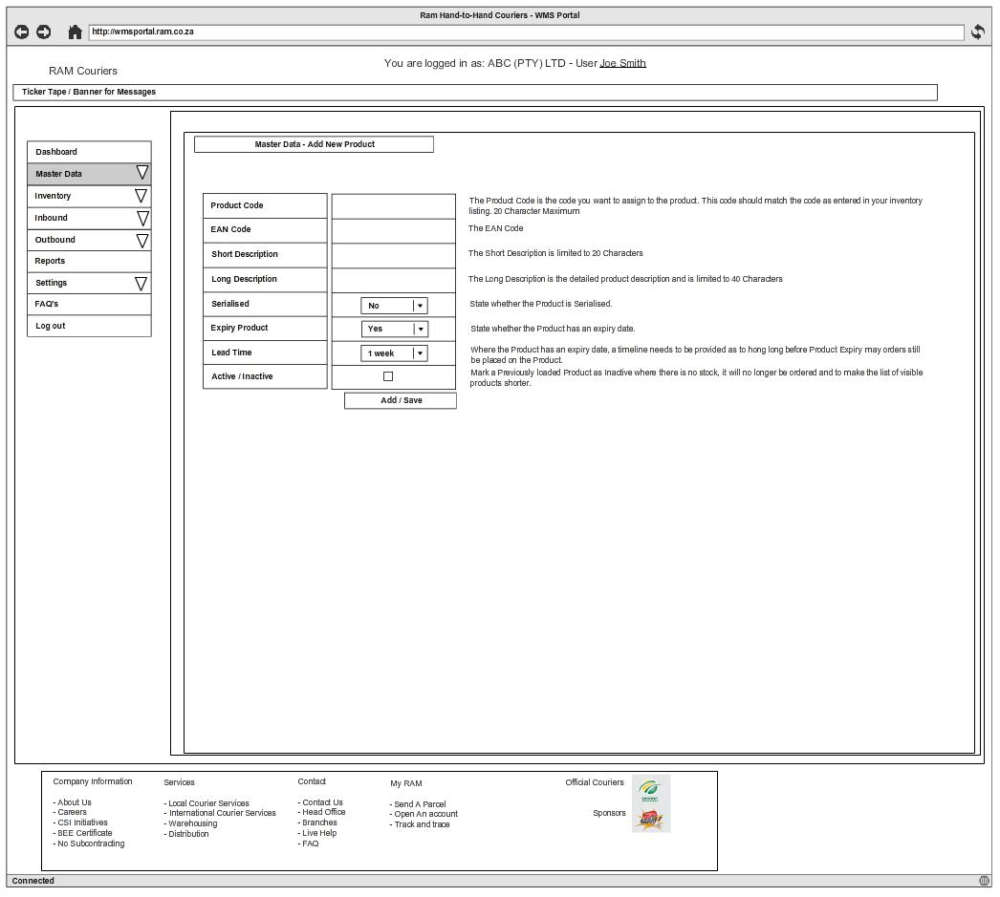 Ram Hand-to-Hand Couriers - WMS Portal
http://wmsportal.ram.co.za
You are logged in as: ABC (PTY) LTD - User Joe Smith
RAM Couriers
Ticker Tape / Banner for Messages
Dashboard
Master Data
Inventory
Inbound
Outbound
Reports
Settings
FAQ's
Log out
Master Data - Add New Product
Product Code
The Product Code is the code you want to assign to the product. This code should match the code as entered in your inventory
listing. 20 Character Maximum
EAN Code
The EAN Code
Short Description
The Short Description is limited to 20 Characters
Long Description
The Long Description is the detailed product description and is limited to 40 Characters
Serialised
No
State whether the Product is Serialised.
Expiry Product
Yes
State whether the Product has an expiry date.
Lead Time
1 week
Where the Product has an expiry date, a timeline needs to be provided as to hong long before Product Expiry may orders still
be placed on the Product.
Active / Inactive
Mark a Previously loaded Product as Inactive where there is no stock, it will no longer be ordered and to make the list of visible
products shorter.
Add / Save
Company Information
- About Us
- Careers
- CSI Initiatives
- BEE Certificate
- No Subcontracting
Services
- Local Courier Services
- International Courier Services
- Warehousing
- Distribution
Contact
- Contact Us
- Head Office
- Branches
- Live Help
- FAQ
My RAM
- Send A Parcel
- Open An account
- Track and trace
Official Couriers
Sponsors
Connected